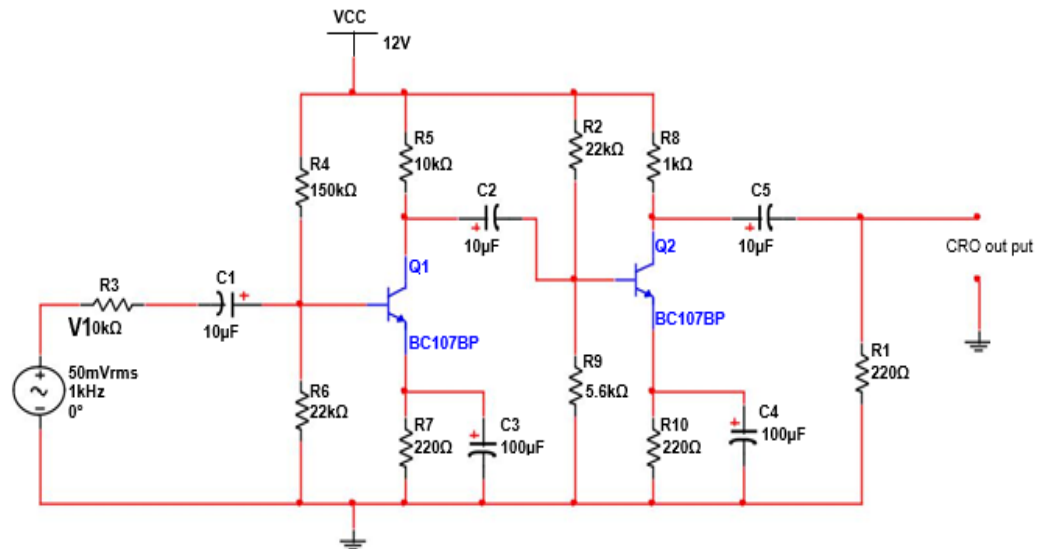 VCC
12V
R4
150kΩ
R5
10kΩ
R2
22kΩ
R8
1kΩ
C2
+
10µF
C5
+
10µF
CRO out put
Q1
Q2
R3
V1 0kΩ
C1
+
10µF
BC107BP
BC107BP
50mVrms
1kHz
0°
+
R6
22kΩ
R7
220Ω
C3
+
100µF
R9
5.6kΩ
R10
220Ω
C4
+
100µF
R1
220Ω